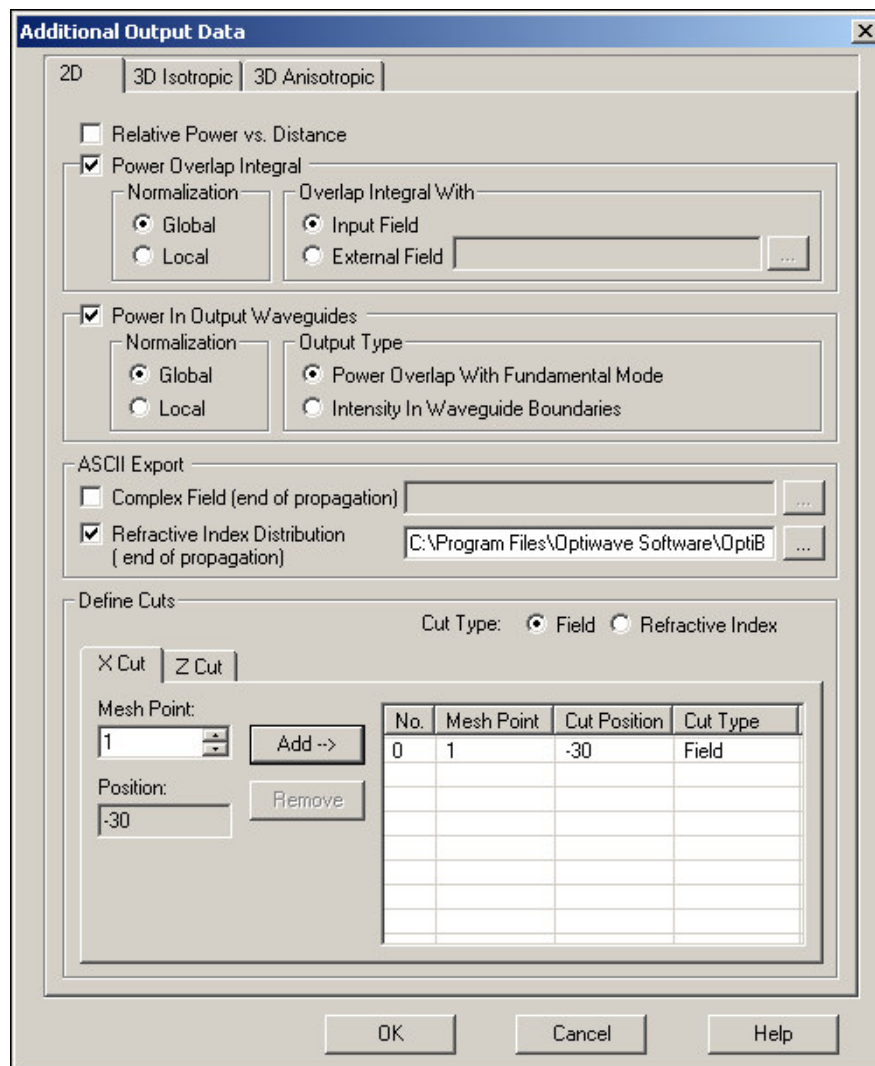 Additional Output Data
2D 3D Isotropic 3D Anisotropic
Relative Power vs. Distance
Power Overlap Integral
Normalization Overlap Integral With
Global Input Field
Local External Field ...
Power In Output Waveguides
Normalization Output Type
Global Power Overlap With Fundamental Mode
Local Intensity In Waveguide Boundaries
ASCII Export
Complex Field (end of propagation) ...
Refractive Index Distribution
( end of propagation) C:\Program Files\Optiwave Software\OptiB ...
Define Cuts
Cut Type: Field Refractive Index
X Cut Z Cut
Mesh Point:
1 Add -->
Position:
-30 Remove
No. Mesh Point Cut Position Cut Type
0 1 -30 Field
OK Cancel Help